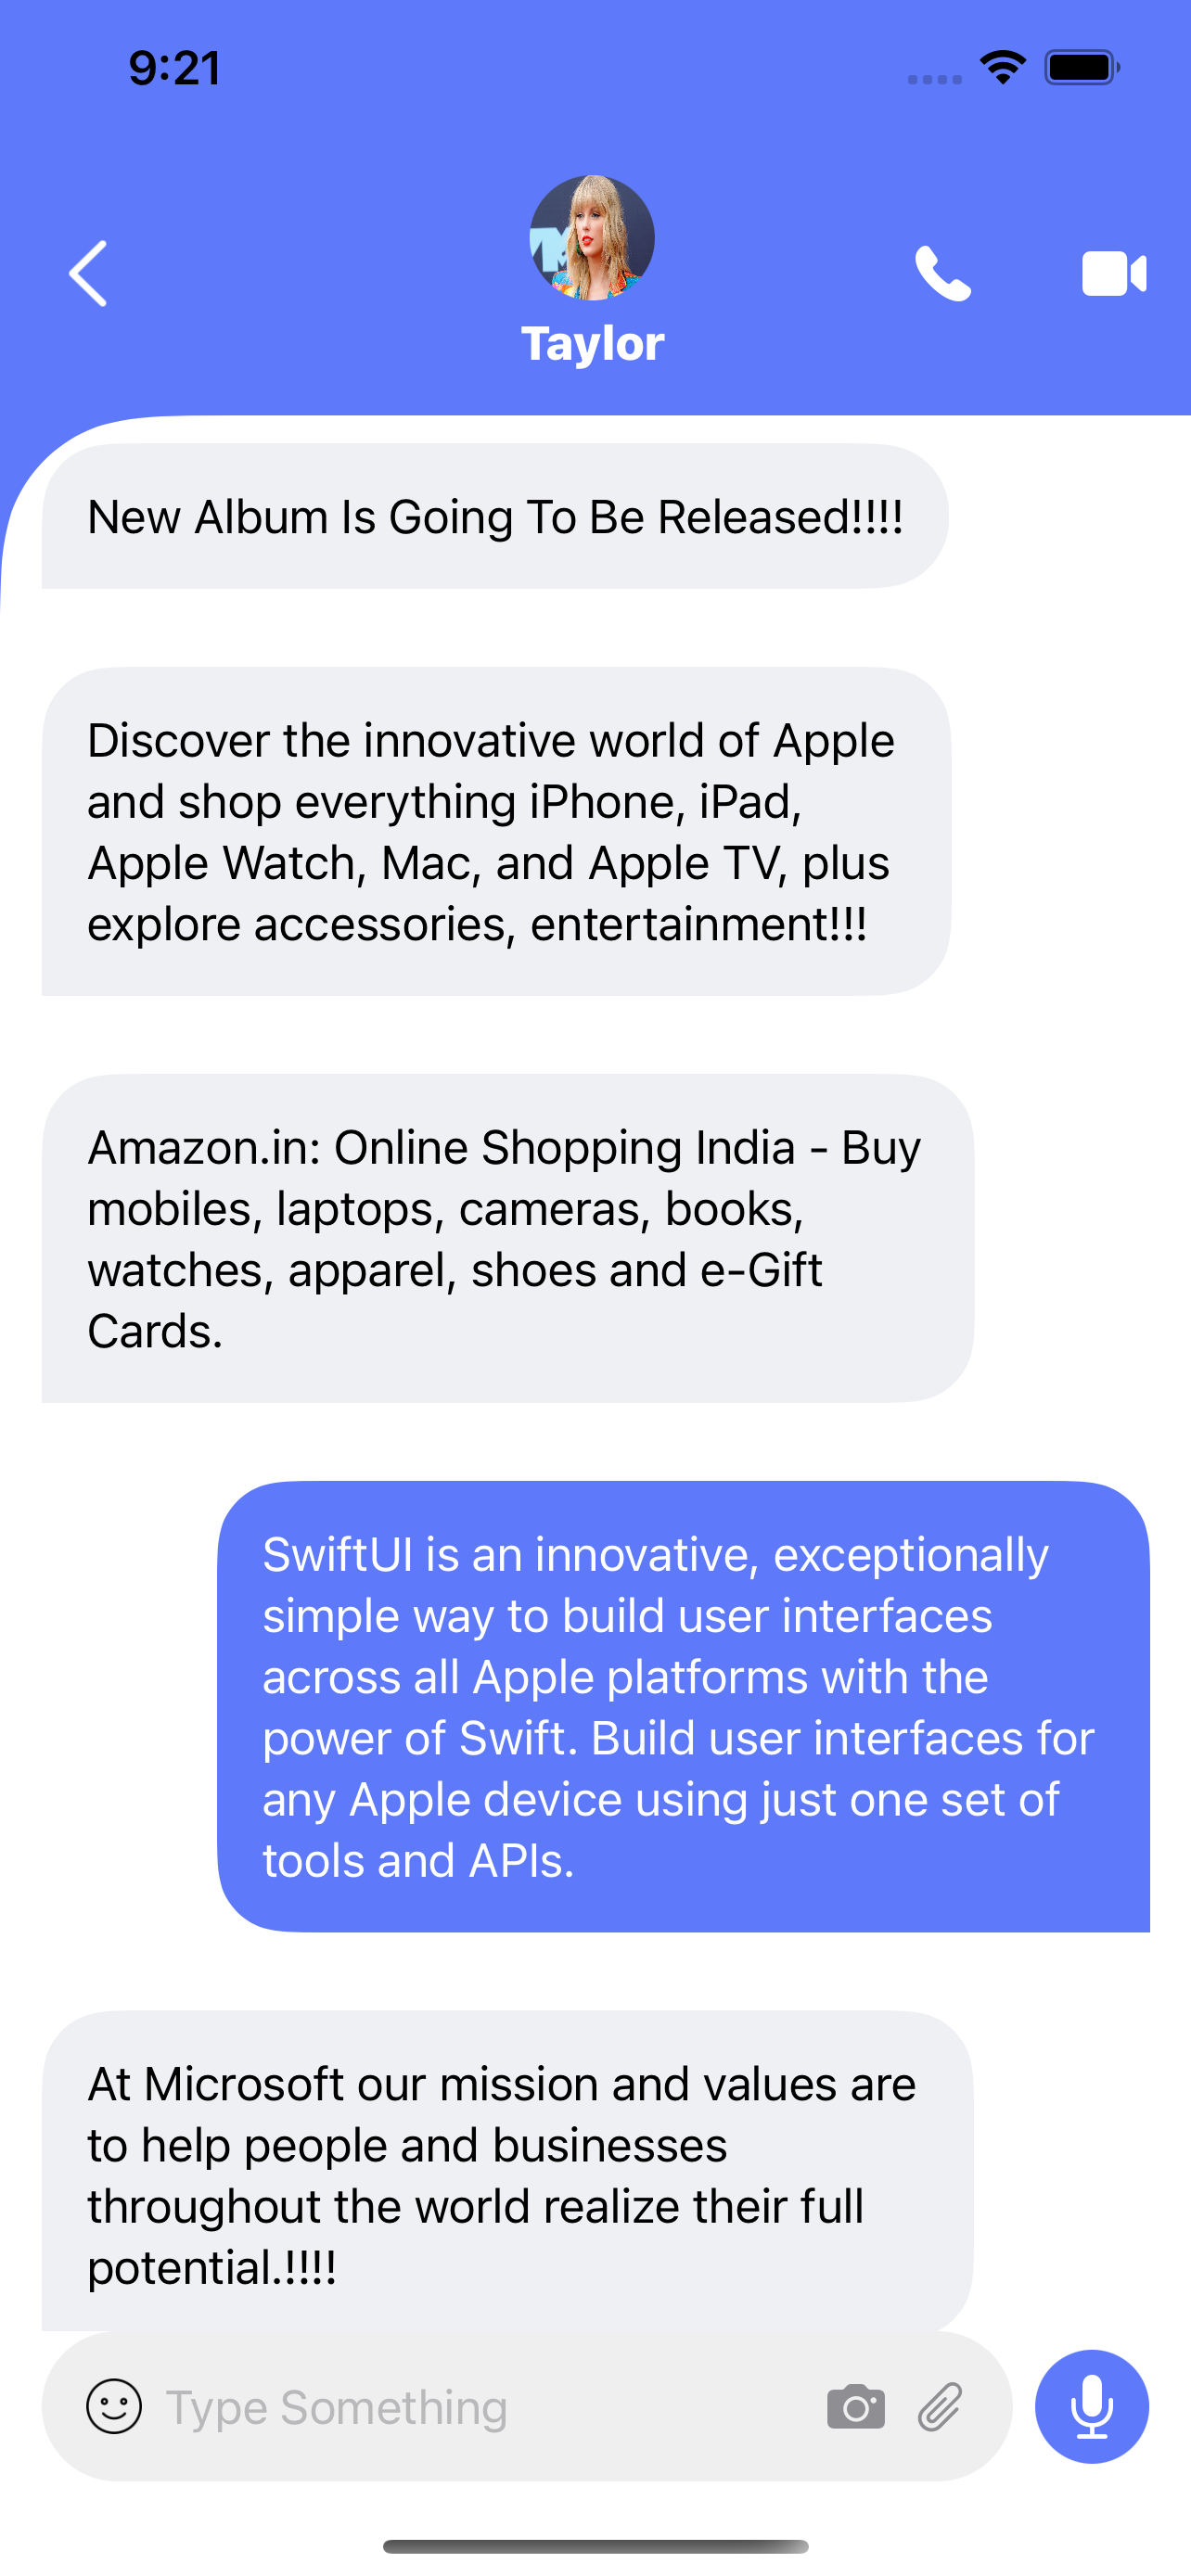 9:21
Taylor
New Album Is Going To Be Released!!!!
Discover the innovative world of Apple
and shop everything iPhone, iPad,
Apple Watch, Mac, and Apple TV, plus
explore accessories, entertainment!!!
Amazon.in: Online Shopping India - Buy
mobiles, laptops, cameras, books,
watches, apparel, shoes and e-Gift
Cards.
SwiftUI is an innovative, exceptionally
simple way to build user interfaces
across all Apple platforms with the
power of Swift. Build user interfaces for
any Apple device using just one set of
tools and APIs.
At Microsoft our mission and values are
to help people and businesses
throughout the world realize their full
potential.!!!!
Type Something